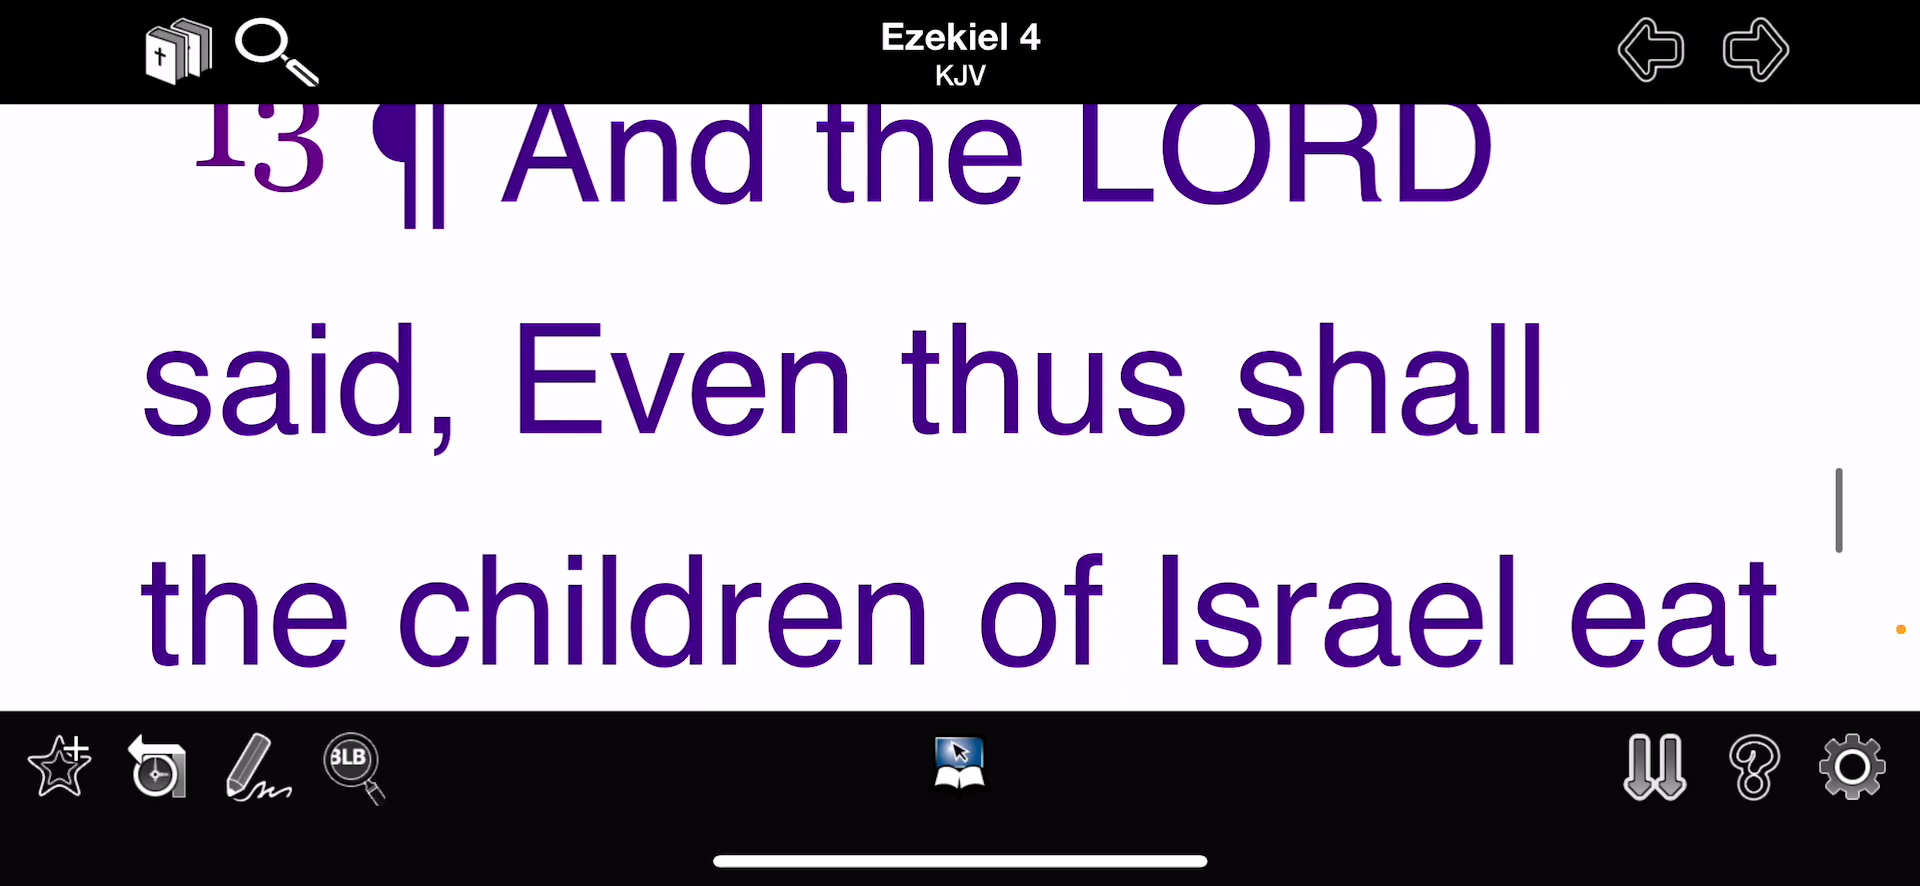 Ezekiel 4
KJV
13 ¶ And the LORD
said, Even thus shall
the children of Israel eat
BLB